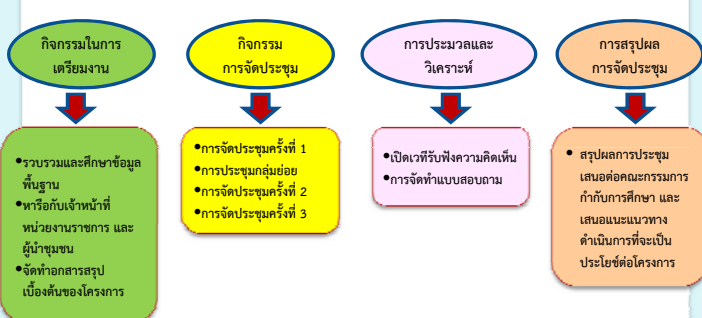 กิจกรรมในการ
เตรียมงาน
กิจกรรม
การจัดประชุม
การประมวลและ
วิเคราะห์
การสรุปผล
การจัดประชุม
●รวบรวมและศึกษาข้อมูล
พื้นฐาน
●หารือกับเจ้าหน้าที่
หน่วยงานราชการ และ
ผู้นำชุมชน
●จัดทำเอกสารสรุป
เบื้องต้นของโครงการ
●การจัดประชุมครั้งที่ 1
●การประชุมกลุ่มย่อย
●การจัดประชุมครั้งที่ 2
●การจัดประชุมครั้งที่ 3
●เปิดเวทีรับฟังความคิดเห็น
●การจัดทำแบบสอบถาม
● สรุปผลการประชุม
เสนอต่อคณะกรรมการ
กำกับการศึกษา และ
เสนอแนะแนวทาง
ดำเนินการที่จะเป็น
ประโยชน์ต่อโครงการ